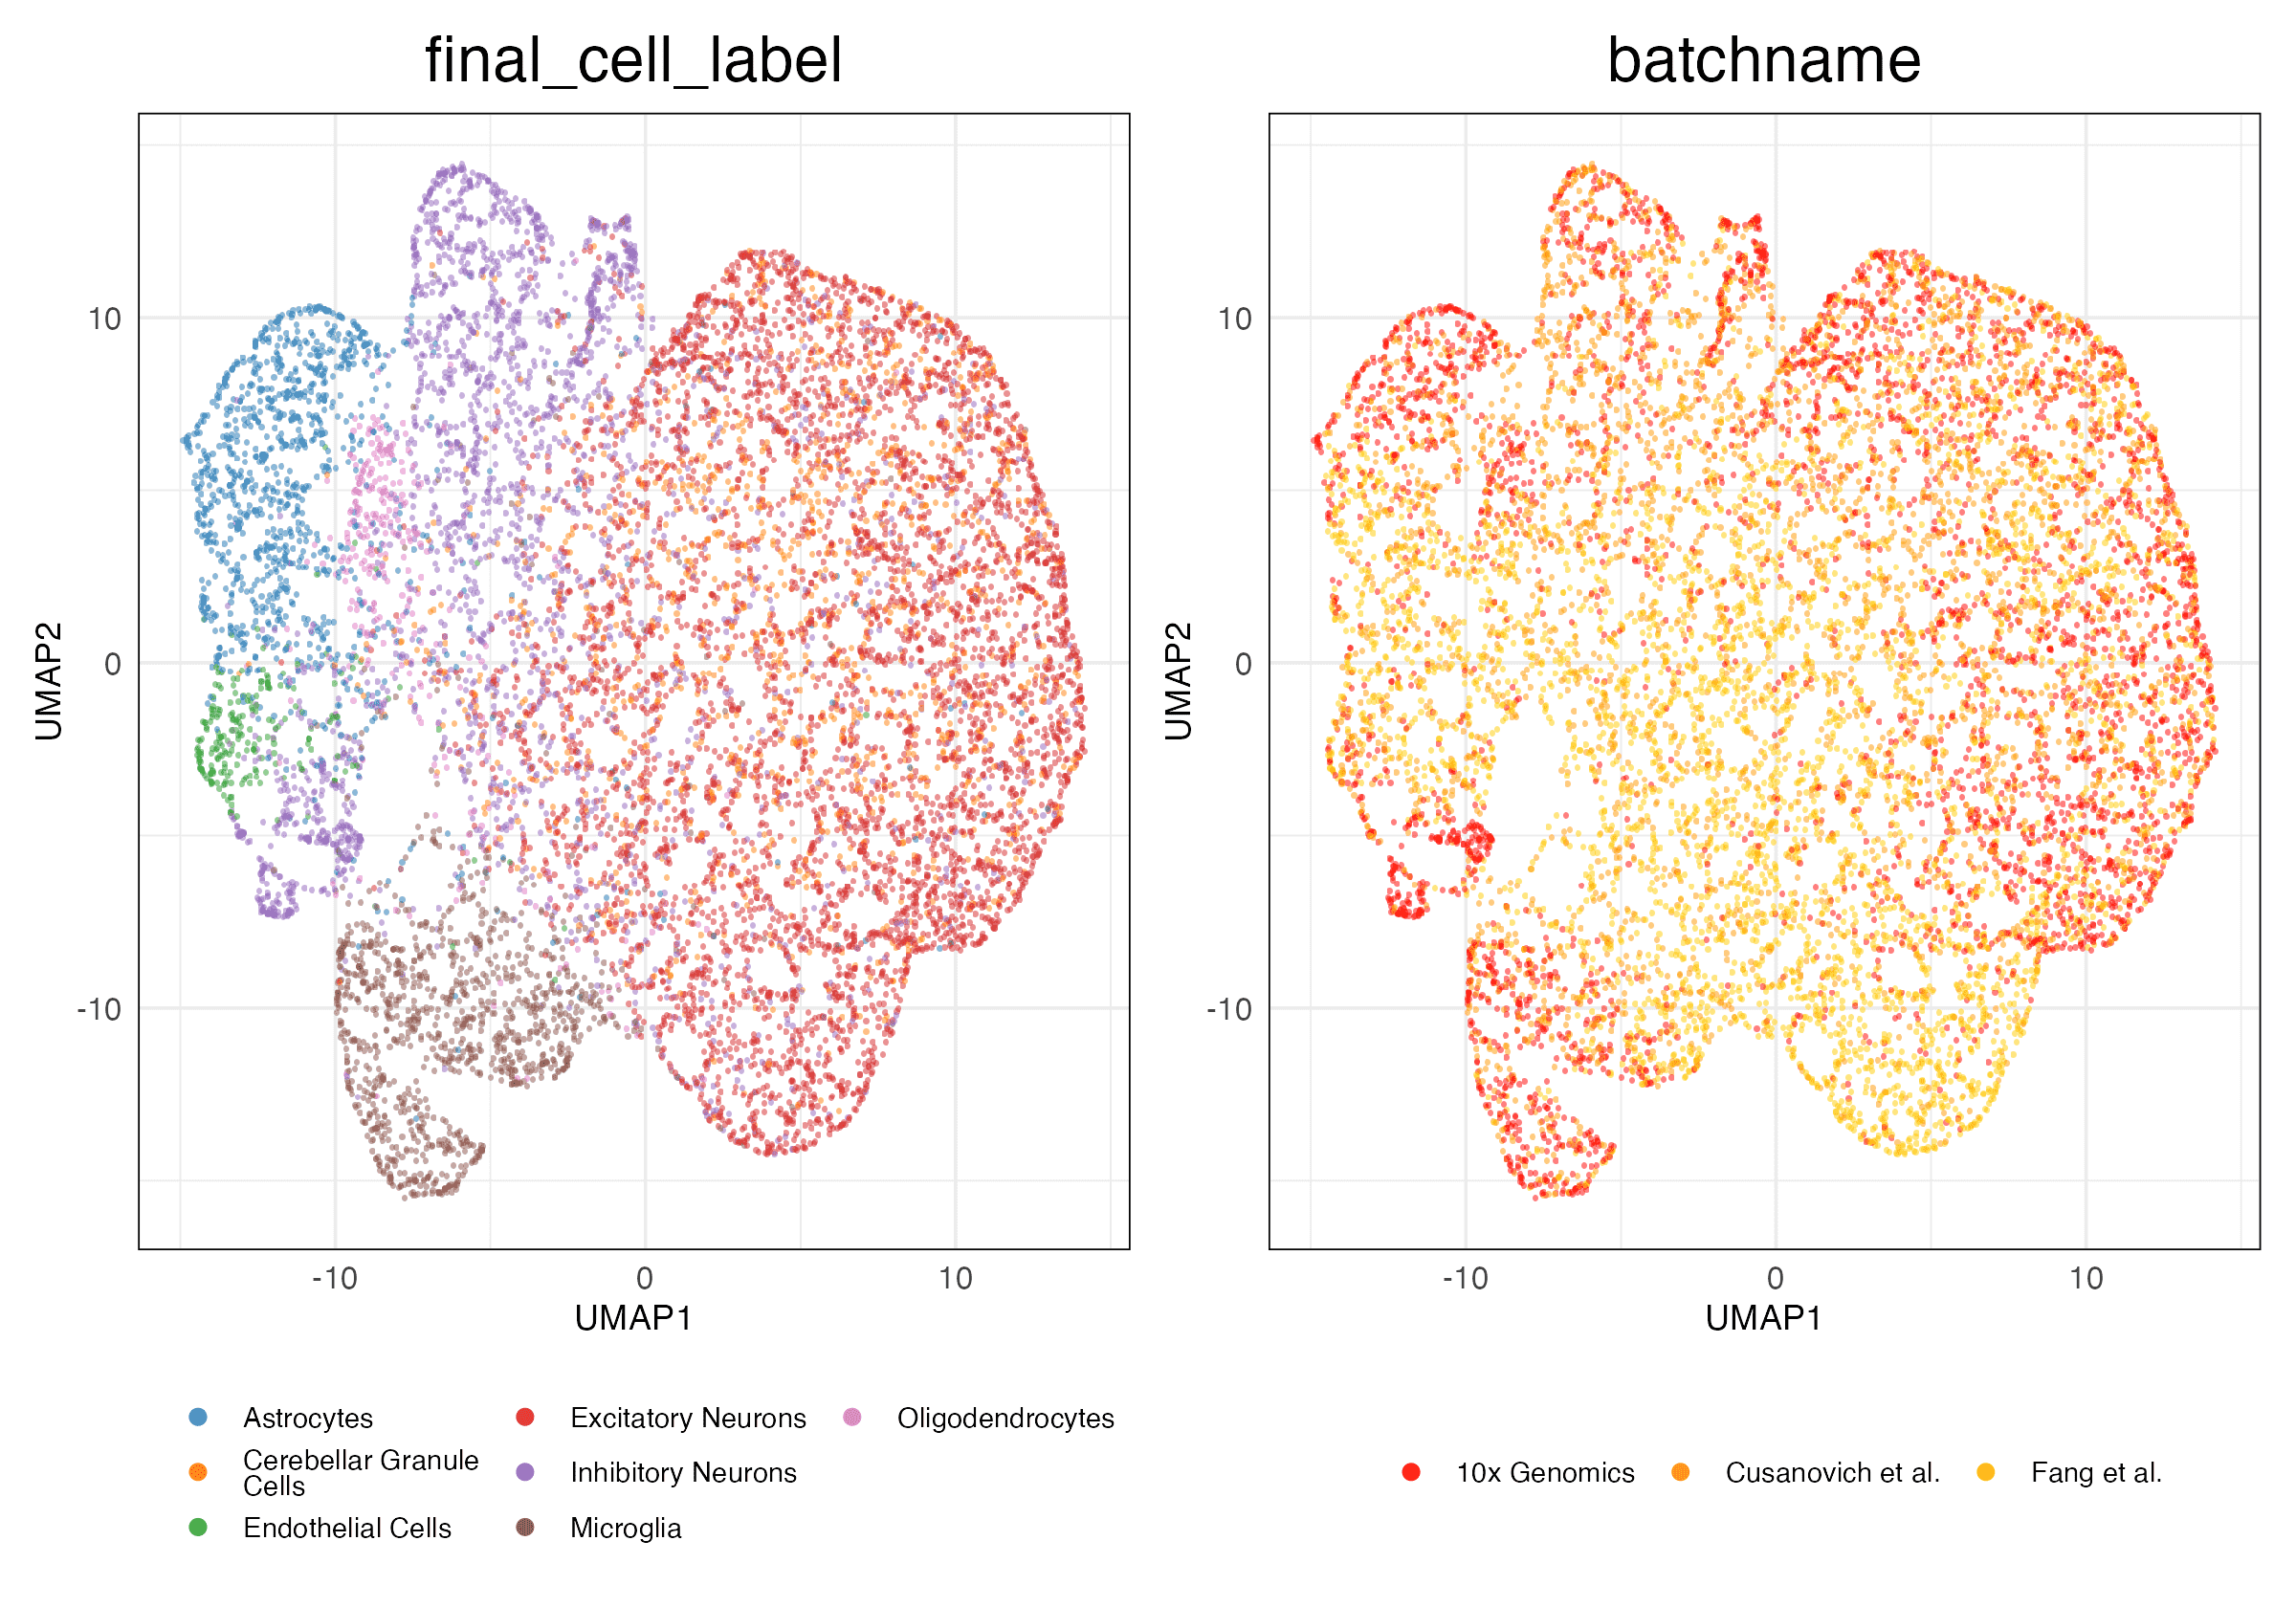 final_cell_label
batchname
UMAP2
10
0
-10
-10
0
10
UMAP1
UMAP2
10
0
-10
-10
0
10
UMAP1
Astrocytes
Cerebellar Granule
Cells
Endothelial Cells
Excitatory Neurons
Inhibitory Neurons
Microglia
Oligodendrocytes
10x Genomics
Cusanovich et al.
Fang et al.